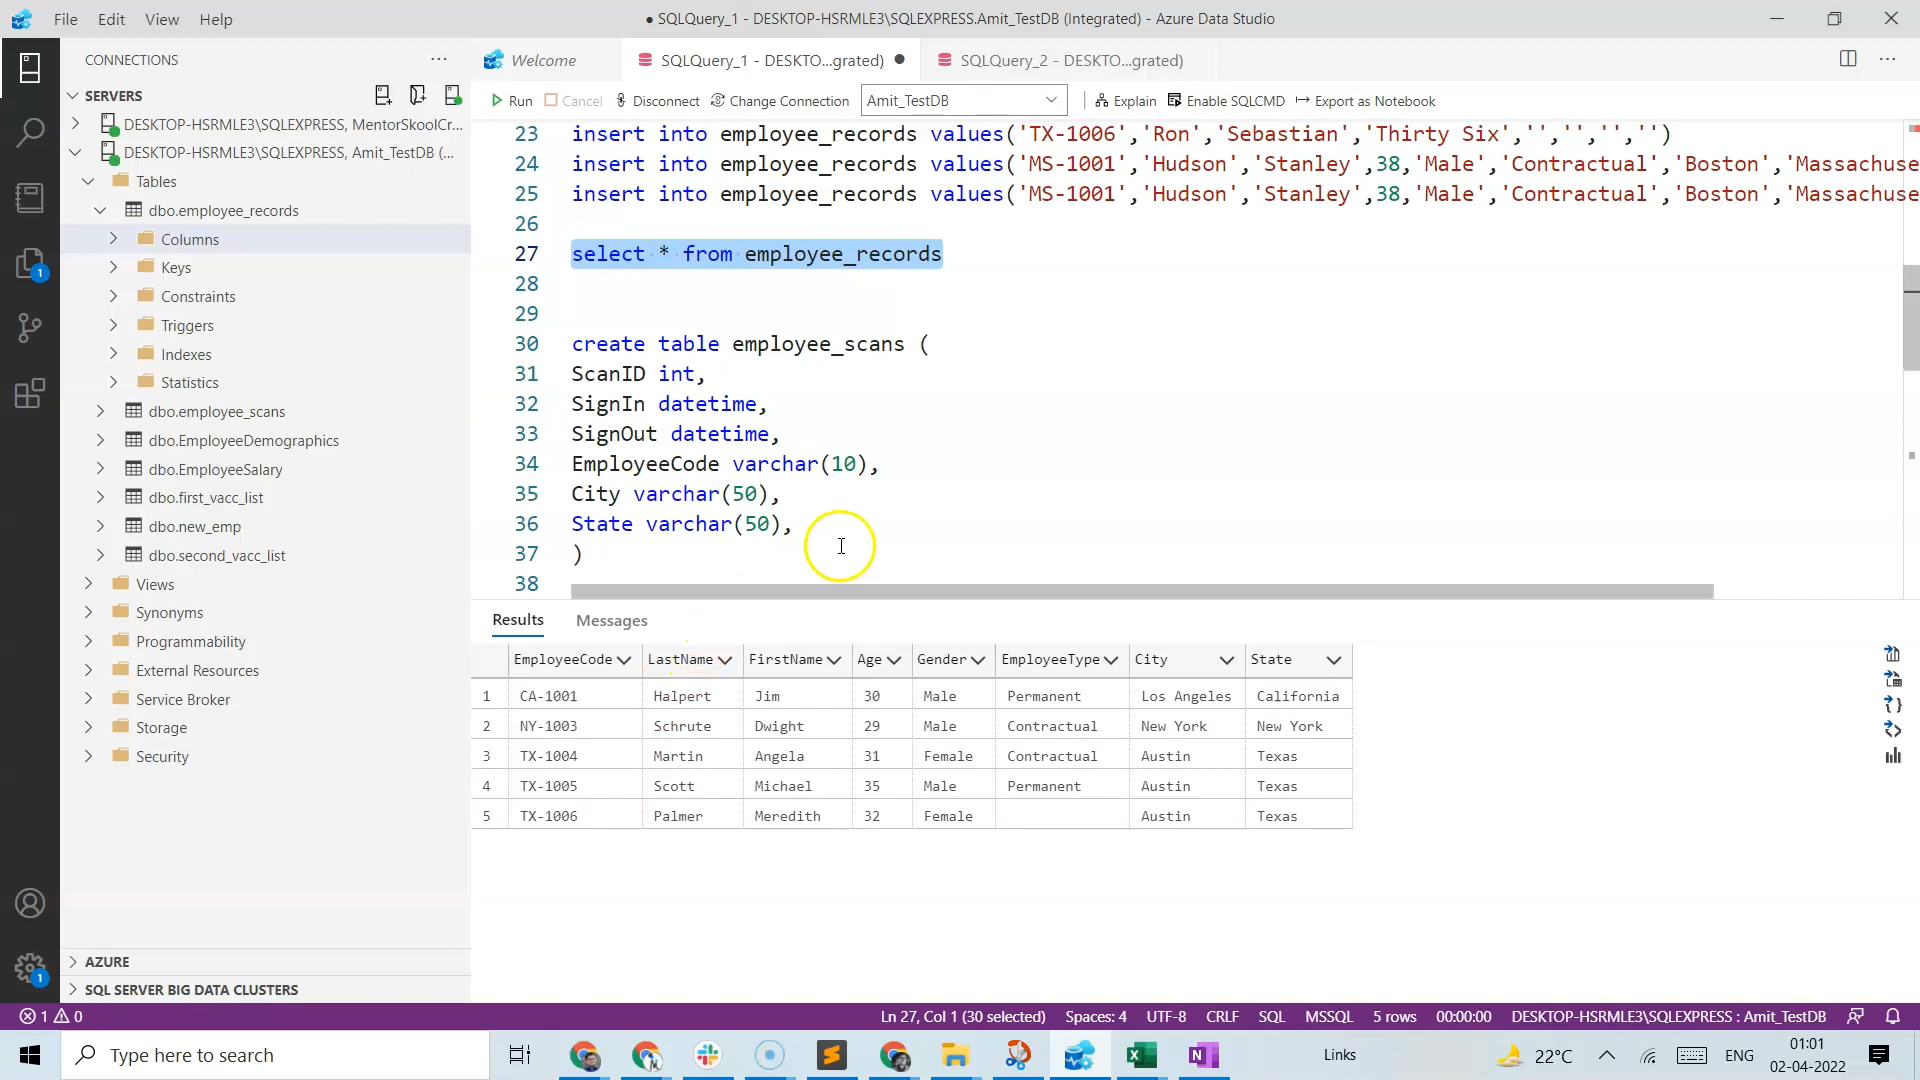 File Edit View Help
● SQLQuery_1 - DESKTOP-HSRMLE3\SQLEXPRESS.Amit_TestDB (Integrated) - Azure Data Studio
CONNECTIONS
SERVERS
DESKTOP-HSRMLE3\SQLEXPRESS, MentorSkoolCr...
DESKTOP-HSRMLE3\SQLEXPRESS, Amit_TestDB (...
Tables
dbo.employee_records
Columns
Keys
Constraints
Triggers
Indexes
Statistics
dbo.employee_scans
dbo.EmployeeDemographics
dbo.EmployeeSalary
dbo.first_vacc_list
dbo.new_emp
dbo.second_vacc_list
Views
Synonyms
Programmability
External Resources
Service Broker
Storage
Security
AZURE
SQL SERVER BIG DATA CLUSTERS
1
1
Welcome
SQLQuery_1 - DESKTO...grated)
SQLQuery_2 - DESKTO...grated)
Run Cancel Disconnect Change Connection Amit_TestDB Explain Enable SQLCMD Export as Notebook
23 insert into employee_records values('TX-1006','Ron','Sebastian','Thirty Six','','','','')
24 insert into employee_records values('MS-1001','Hudson','Stanley',38,'Male','Contractual','Boston','Massachuse
25 insert into employee_records values('MS-1001','Hudson','Stanley',38,'Male','Contractual','Boston','Massachuse
26
27 select * from employee_records
28
29
30 create table employee_scans (
31 ScanID int,
32 SignIn datetime,
33 SignOut datetime,
34 EmployeeCode varchar(10),
35 City varchar(50),
36 State varchar(50),
37 )
38
Results Messages
EmployeeCode LastName FirstName Age Gender EmployeeType City State
1 CA-1001 Halpert Jim 30 Male Permanent Los Angeles California
2 NY-1003 Schrute Dwight 29 Male Contractual New York New York
3 TX-1004 Martin Angela 31 Female Contractual Austin Texas
4 TX-1005 Scott Michael 35 Male Permanent Austin Texas
5 TX-1006 Palmer Meredith 32 Female Austin Texas
1 0 Ln 27, Col 1 (30 selected) Spaces: 4 UTF-8 CRLF SQL MSSQL 5 rows 00:00:00 DESKTOP-HSRMLE3\SQLEXPRESS : Amit_TestDB
Type here to search
Links
22°C
ENG
01:01
02-04-2022